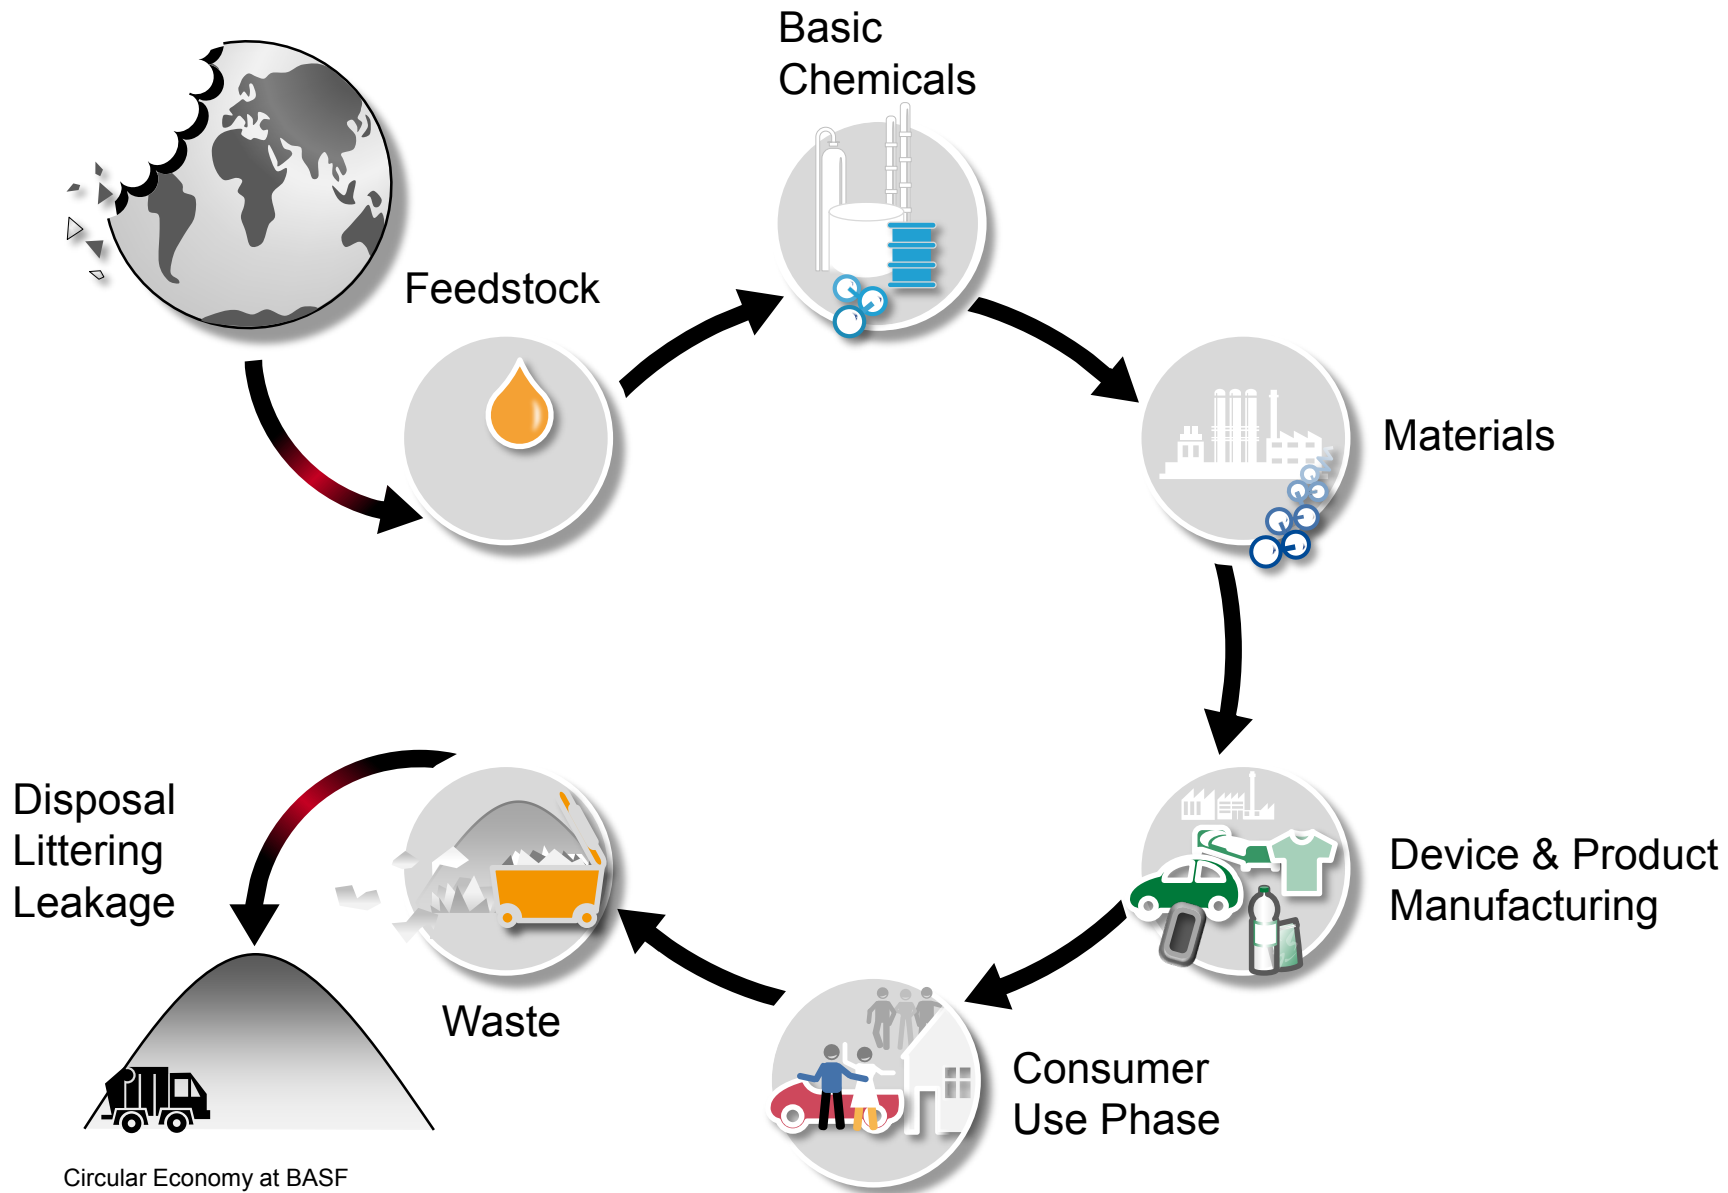 Basic
Chemicals
Feedstock
Materials
Disposal
Littering
Leakage
Device & Product
Manufacturing
Waste
Consumer
Use Phase
Circular Economy at BASF